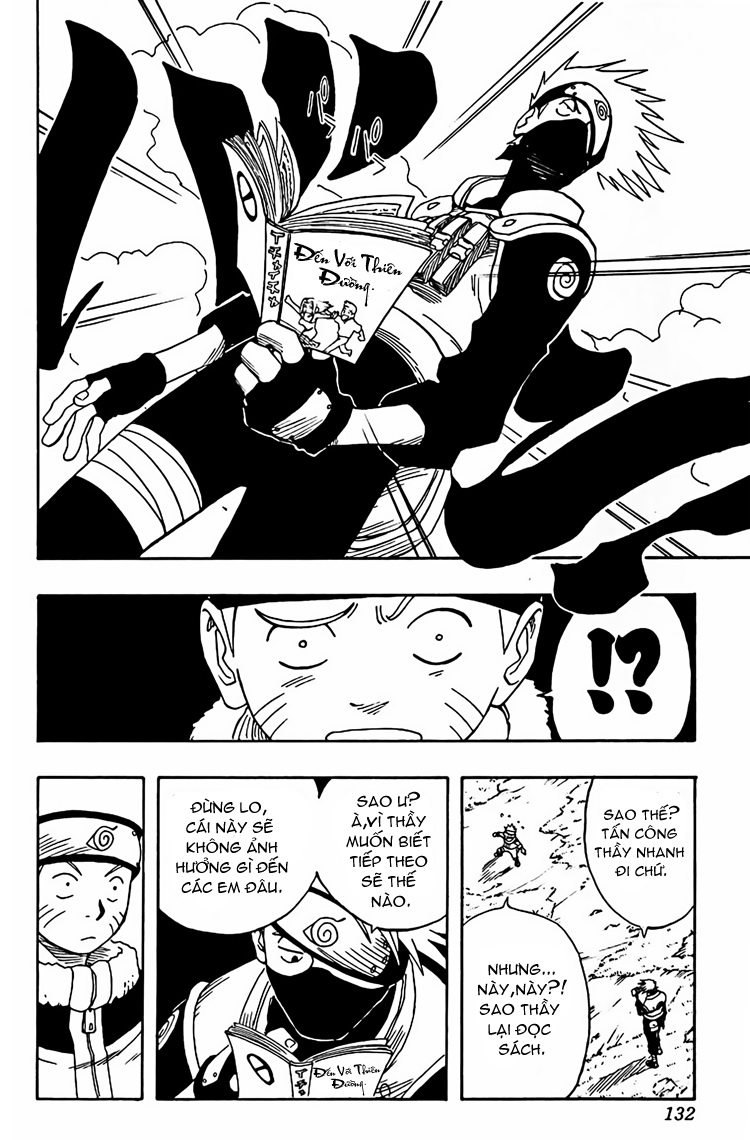 Đến Với Thiên
Đường.
!?
SAO THẾ?
TẤN CÔNG
THẦY NHANH
ĐI CHỨ.
NHƯNG...
NÀY,NÀY?!
SAO THẦY
LẠI ĐỌC
SÁCH.
SAO Ư?
À,VÌ THẦY
MUỐN BIẾT
TIẾP THEO
SẼ THẾ
NÀO.
ĐỪNG LO,
CÁI NÀY SẼ
KHÔNG ẢNH
HƯỞNG GÌ ĐẾN
CÁC EM ĐÂU.
Đến Với Thiên
Đường.
132